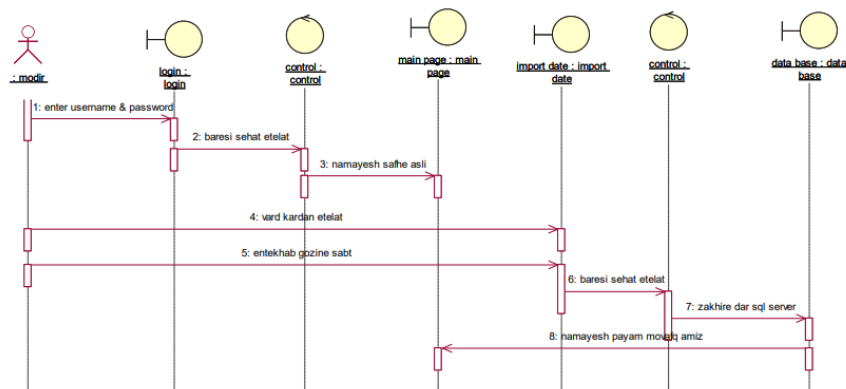 : modir
login :
login
control :
control
main page : main
page
import date : import
date
control :
control
data base : data
base
1: enter username & password
2: baresi sehat etelat
3: namayesh safhe asli
4: vard kardan etelat
5: entekhab gozine sabt
6: baresi sehat etelat
7: zakhire dar sql server
8: namayesh payam movafq amiz